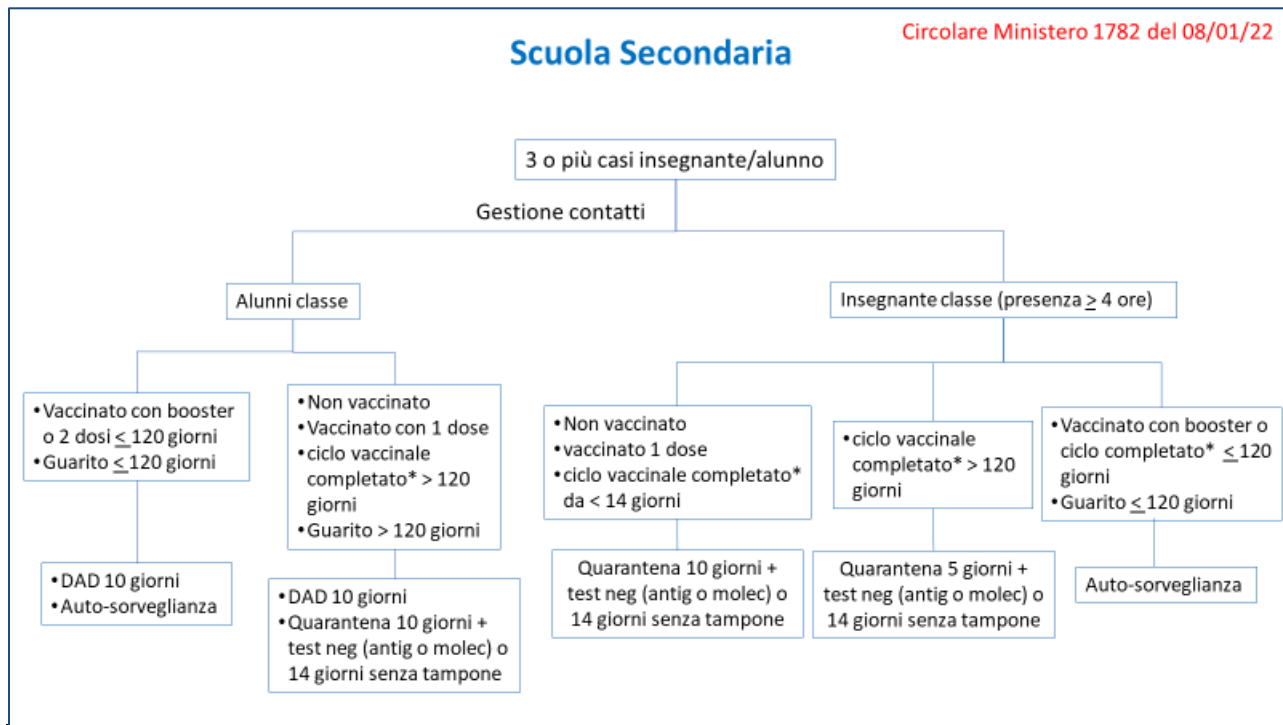 Circolare Ministero 1782 del 08/01/22
Scuola Secondaria
3 o più casi insegnante/alunno
Gestione contatti
Alunni classe
Insegnante classe (presenza > 4 ore)
•Vaccinato con booster
o 2 dosi < 120 giorni
•Guarito < 120 giorni
•Non vaccinato
•Vaccinato con 1 dose
•ciclo vaccinale
completato* > 120
giorni
•Guarito > 120 giorni
•Non vaccinato
•vaccinato 1 dose
•ciclo vaccinale completato*
da < 14 giorni
•ciclo vaccinale
completato* > 120
giorni
•Vaccinato con booster o
ciclo completato* < 120
giorni
•Guarito < 120 giorni
•DAD 10 giorni
•Auto-sorveglianza
•DAD 10 giorni
•Quarantena 10 giorni +
test neg (antig o molec) o
14 giorni senza tampone
Quarantena 10 giorni +
test neg (antig o molec) o
14 giorni senza tampone
Quarantena 5 giorni +
test neg (antig o molec) o
14 giorni senza tampone
Auto-sorveglianza